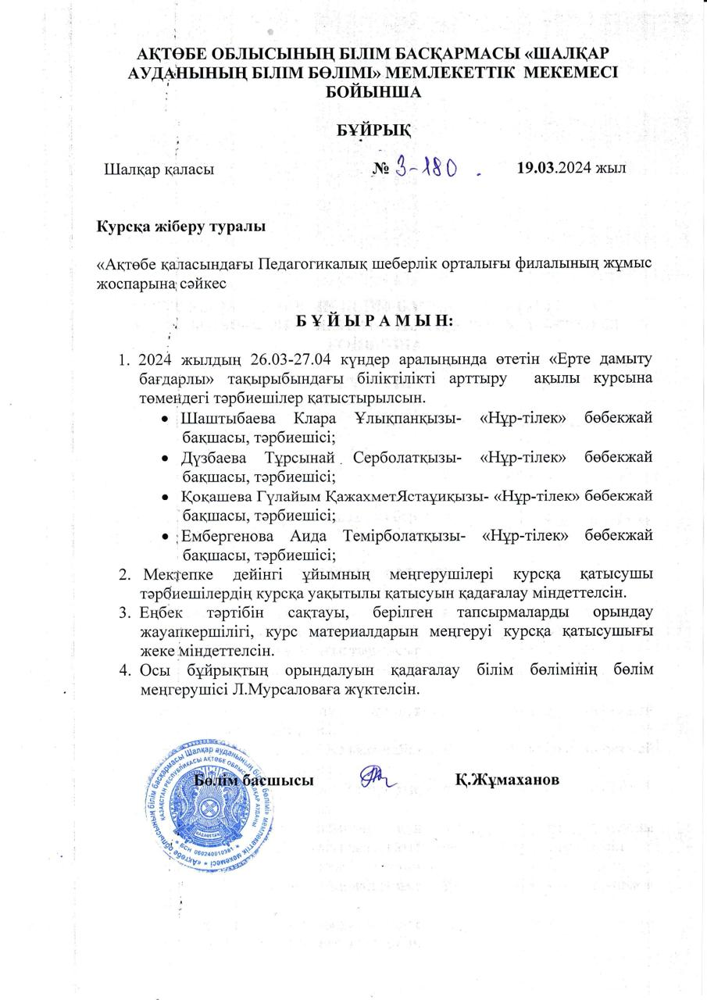 АҚТӨБЕ ОБЛЫСЫНЫҢ БІЛІМ БАСҚАРМАСЫ «ШАЛҚАР
АУДАНЫНЫҢ БІЛІМ БӨЛІМІ» МЕМЛЕКЕТТІК МЕКЕМЕСІ
БОЙЫНША
БҰЙРЫҚ
Шалқар қаласы № 3-180 . 19.03.2024 жыл
Курсқа жіберу туралы
«Ақтөбе қаласындағы Педагогикалық шеберлік орталығы филалының жұмыс
жоспарына сәйкес
Б Ұ Й Ы Р А М Ы Н:
1. 2024 жылдың 26.03-27.04 күндер аралыңында өтетін «Ерте дамыту
бағдарлы» тақырыбындағы біліктілікті арттыру ақылы курсына
төмендегі тәрбиешілер қатыстырылсын.
• Шаштыбаева Клара Ұлықпанқызы- «Нұр-тілек» бөбекжай
бақшасы, тәрбиешісі;
• Дүзбаева Тұрсынай Серболатқызы- «Нұр-тілек» бөбекжай
бақшасы, тәрбиешісі;
• Қоқашева Гүлайым ҚажахметЯстауиқызы- «Нұр-тілек» бөбекжай
бақшасы, тәрбиешісі;
• Ембергенова Аида Темірболатқызы- «Нұр-тілек» бөбекжай
бақшасы, тәрбиешісі;
2. Мектепке дейінгі ұйымның меңгерушілері курсқа қатысушы
тәрбиешілердің курсқа уақытылы қатысуын қадағалау міндеттелсін.
3. Еңбек тәртібін сақтауы, берілген тапсырмаларды орындау
жауапкершілігі, курс материалдарын меңгеруі курсқа қатысушығы
жеке міндеттелсін.
4. Осы бұйрықтың орындалуын қадағалау білім бөлімінің бөлім
меңгерушісі Л.Мурсаловаға жүктелсін.
Бөлім басшысы Қ.Жұмаханов
«Ақтөбе облысының білім басқармасы Шалқар ауданының білім бөлімі» мемлекеттік мекемесі
ҚАЗАҚСТАН РЕСПУБЛИКАСЫ АҚТӨБЕ ОБЛЫСЫ ШАЛҚАР АУДАНЫ
* БСН 060240010361 *